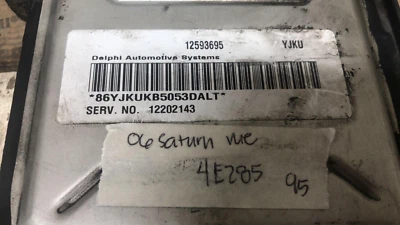 12593695 YJKU
Delphi Automotive Systems
*86YJKUKB5053DALT*
SERV. NO. 12202143
06 saturn vue
4E285 95